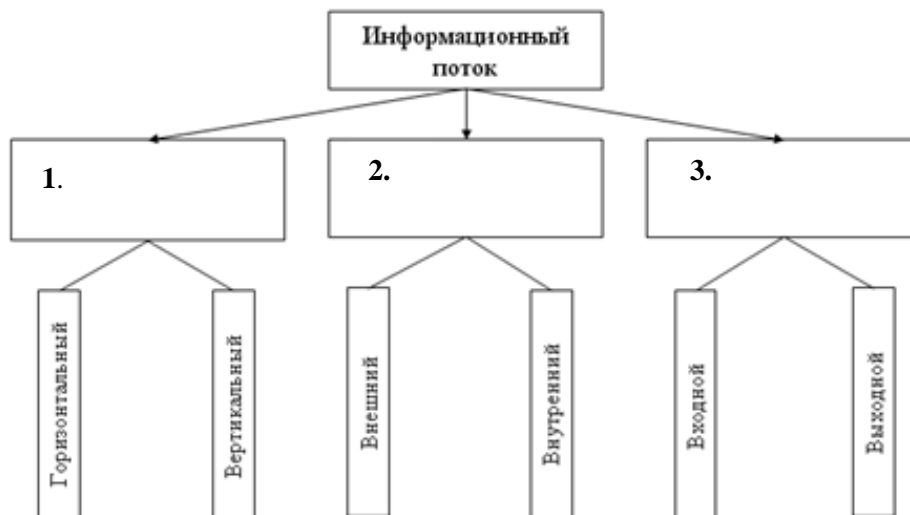 Информационный
поток
1.
2.
3.
Горизонтальный
Вертикальный
Внешний
Внутренний
Входной
Выходной